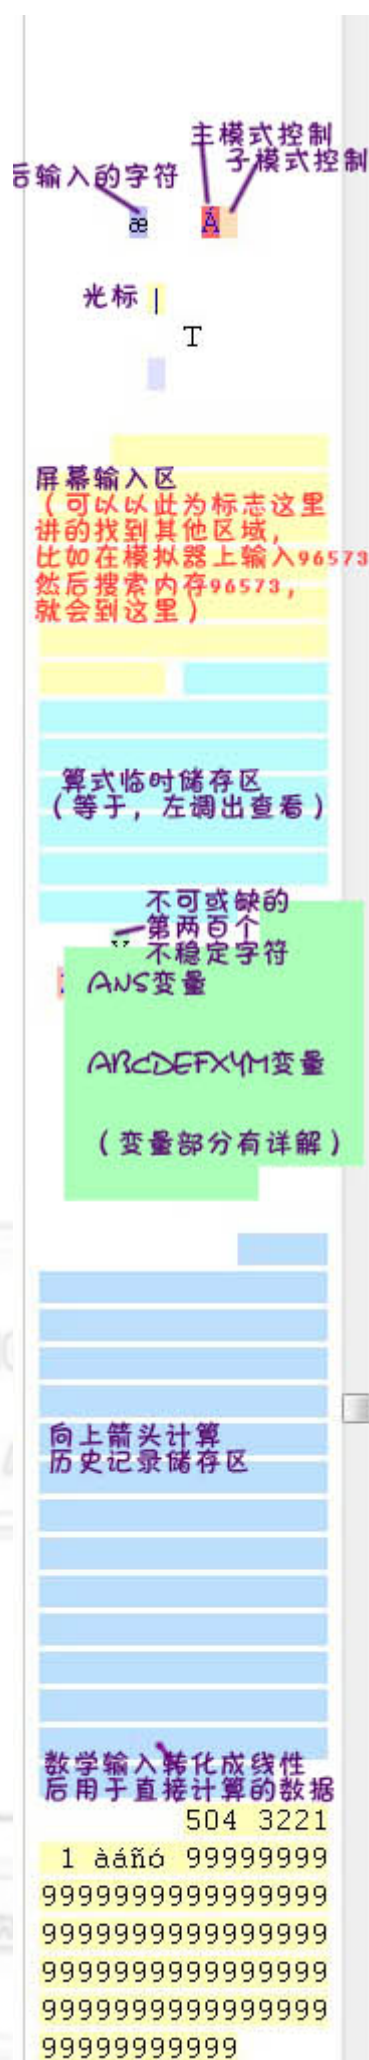 主模式控制
子模式控制
后输入的字符
æ
Á
光标 |
T
屏幕输入区
（可以以此为标志这里
讲的找到其他区域，
比如在模拟器上输入96573
然后搜索内存96573，
就会到这里）
算式临时储存区
（等于，左调出查看）
不可或缺的
第两百个
不稳定字符
ANS变量
ABCDEFXYM变量
（变量部分有详解）
向上箭头计算
历史记录储存区
数学输入转化成线性
后用于直接计算的数据
504 3221
1 àáñó 99999999
9999999999999999
9999999999999999
9999999999999999
9999999999999999
99999999999